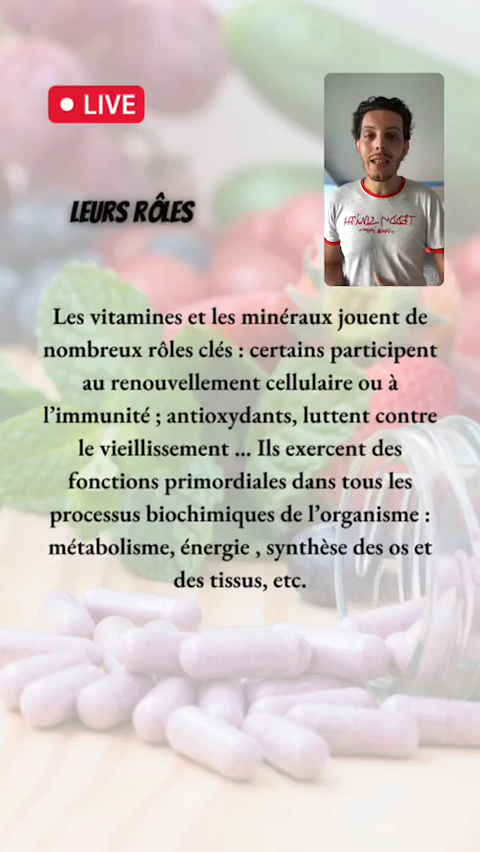 LIVE
LEURS RÔLES
Les vitamines et les minéraux jouent de
nombreux rôles clés : certains participent
au renouvellement cellulaire ou à
l’immunité ; antioxydants, luttent contre
le vieillissement ... Ils exercent des
fonctions primordiales dans tous les
processus biochimiques de l’organisme :
métabolisme, énergie , synthèse des os et
des tissus, etc.